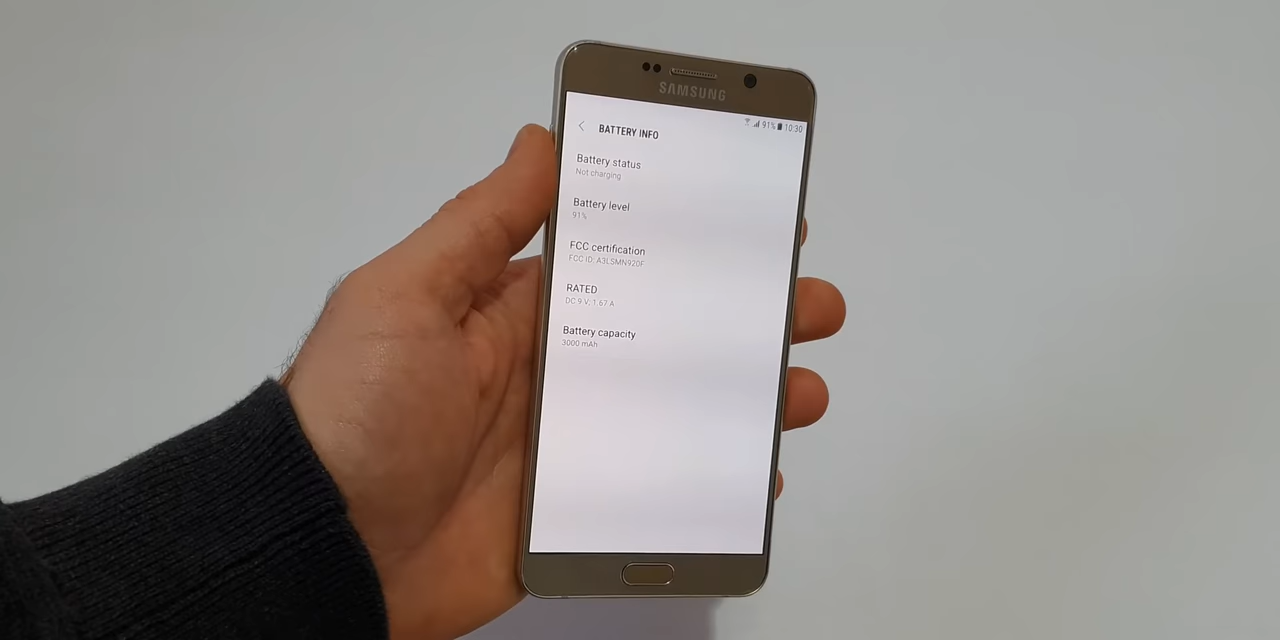 SAMSUNG
91% 10:30
BATTERY INFO
Battery status
Not charging
Battery level
91%
FCC certification
FCC ID: A3LSMN920F
RATED
DC 9 V; 1.67 A
Battery capacity
3000 mAh